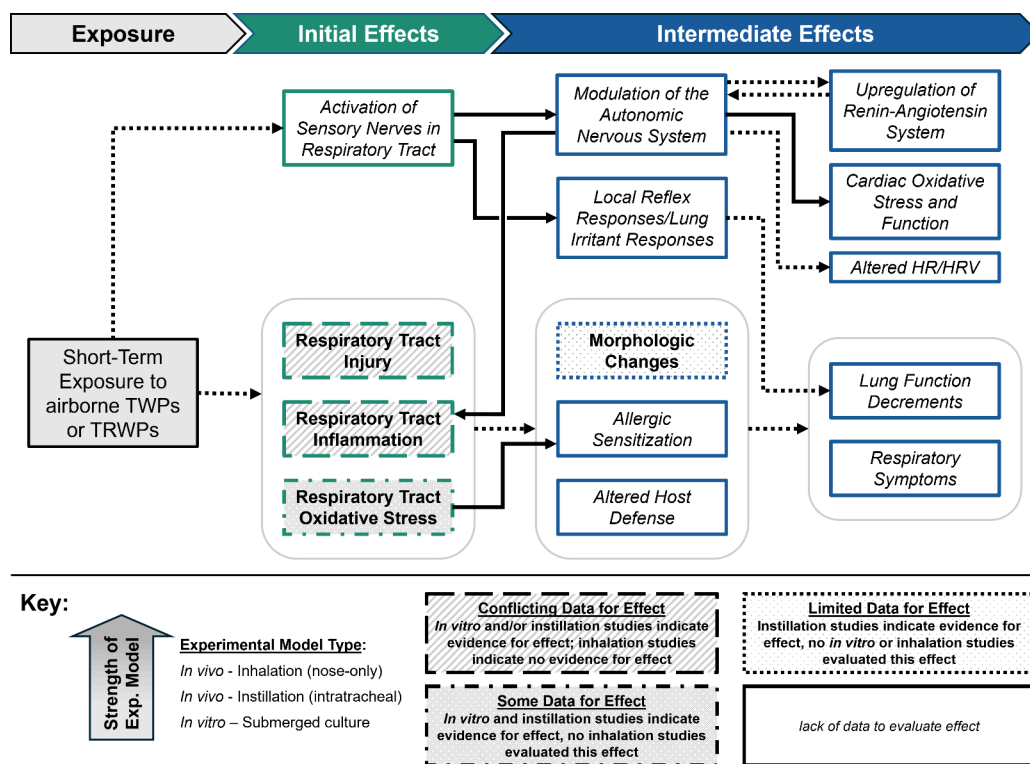 Exposure
Initial Effects
Intermediate Effects
Activation of
Sensory Nerves in
Respiratory Tract
Modulation of the
Autonomic
Nervous System
Upregulation of
Renin-Angiotensin
System
Local Reflex
Responses/Lung
Irritant Responses
Cardiac Oxidative
Stress and
Function
Altered HR/HRV
Short-Term
Exposure to
airborne TWPs
or TRWPs
Respiratory Tract
Injury
Respiratory Tract
Inflammation
Respiratory Tract
Oxidative Stress
Morphologic
Changes
Allergic
Sensitization
Altered Host
Defense
Lung Function
Decrements
Respiratory
Symptoms
Key:
Strength of
Exp. Model
Experimental Model Type:
In vivo - Inhalation (nose-only)
In vivo - Instillation (intratracheal)
In vitro – Submerged culture
Conflicting Data for Effect
In vitro and/or instillation studies indicate
evidence for effect; inhalation studies
indicate no evidence for effect
Some Data for Effect
In vitro and instillation studies indicate
evidence for effect, no inhalation studies
evaluated this effect
Limited Data for Effect
Instillation studies indicate evidence for
effect, no in vitro or inhalation studies
evaluated this effect
lack of data to evaluate effect